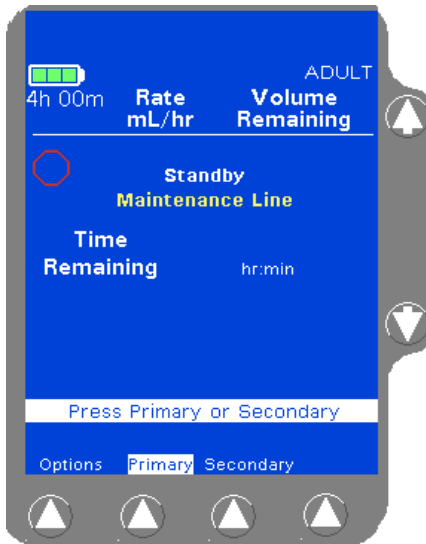 ADULT
4h 00m Rate Volume
mL/hr Remaining
Standby
Maintenance Line
Time
Remaining hr:min
Press Primary or Secondary
Options Primary Secondary